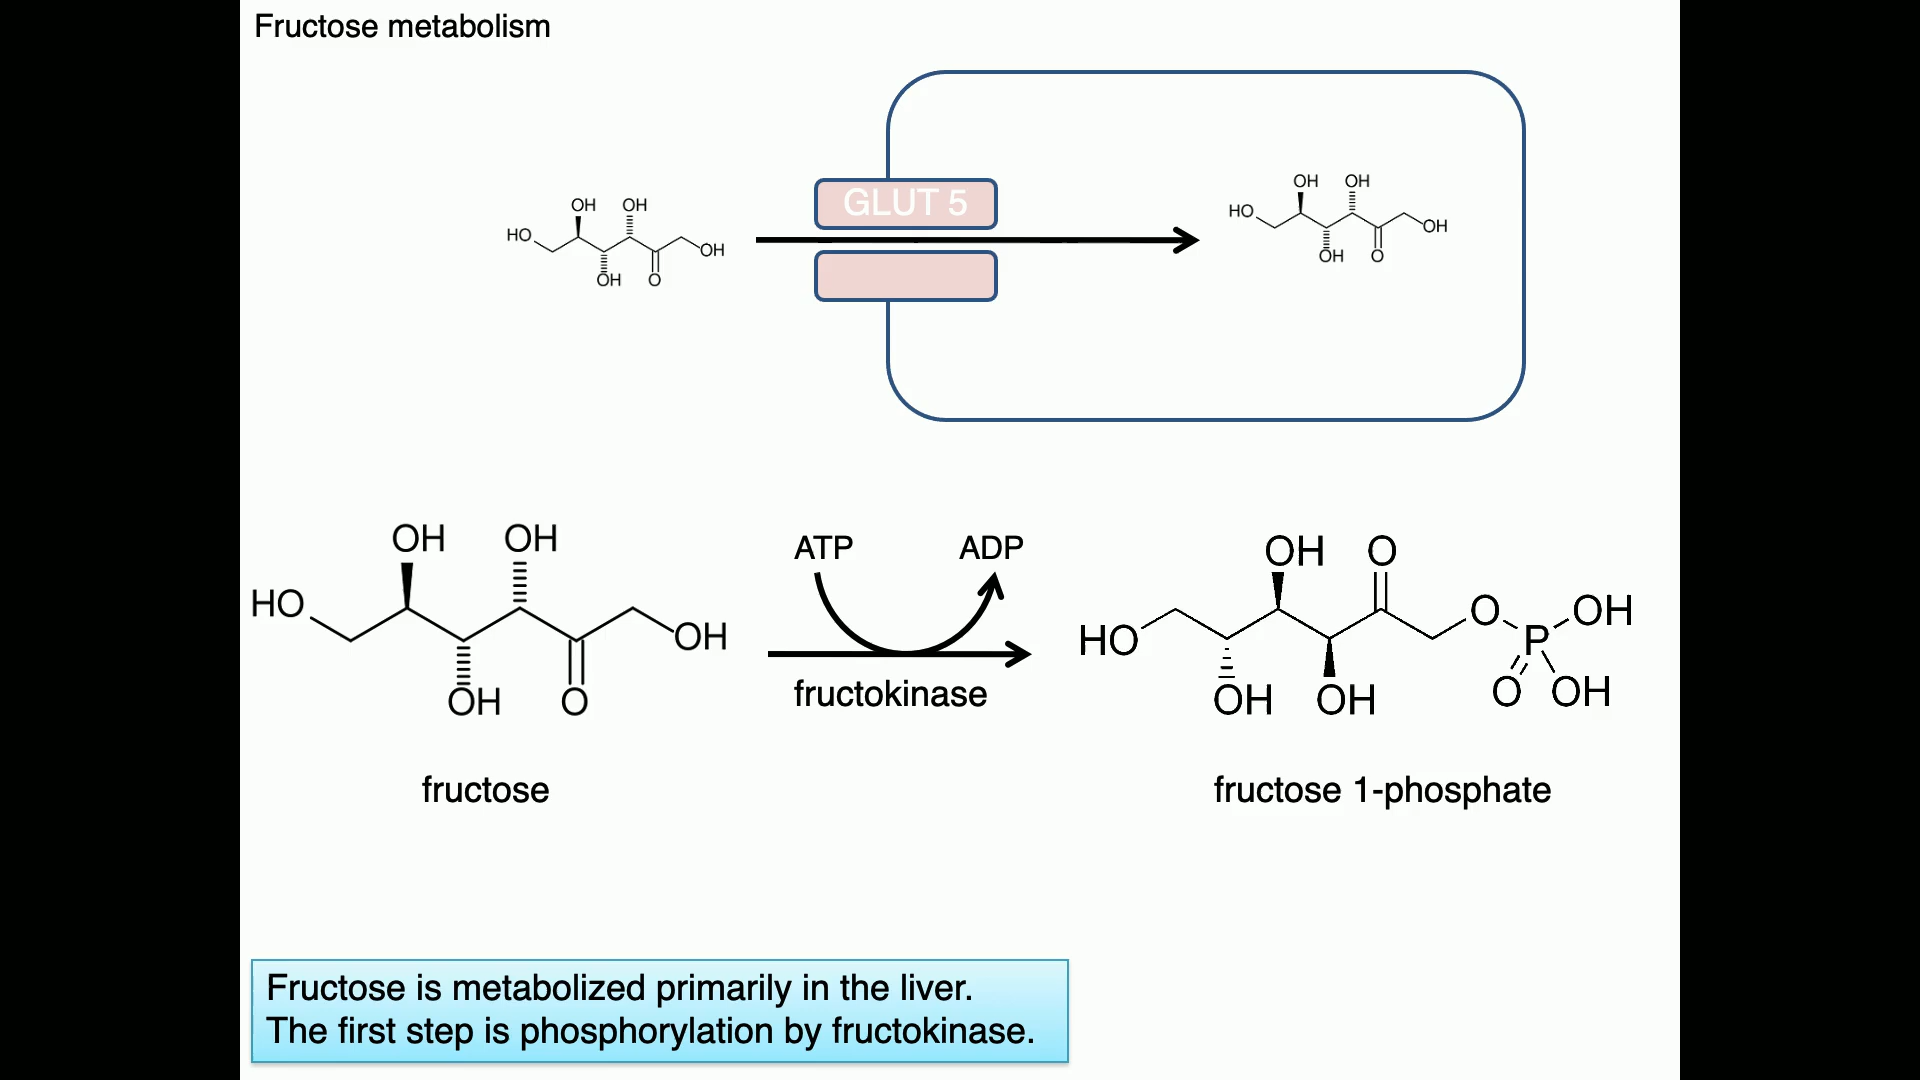 Fructose metabolism
OH OH
HO
OH
OH O
GLUT 5
OH OH
HO
OH
OH O
OH OH
HO
OH
OH O
fructose
ATP ADP
fructokinase
OH O
O OH
HO P
OH OH O OH
fructose 1-phosphate
Fructose is metabolized primarily in the liver.
The first step is phosphorylation by fructokinase.